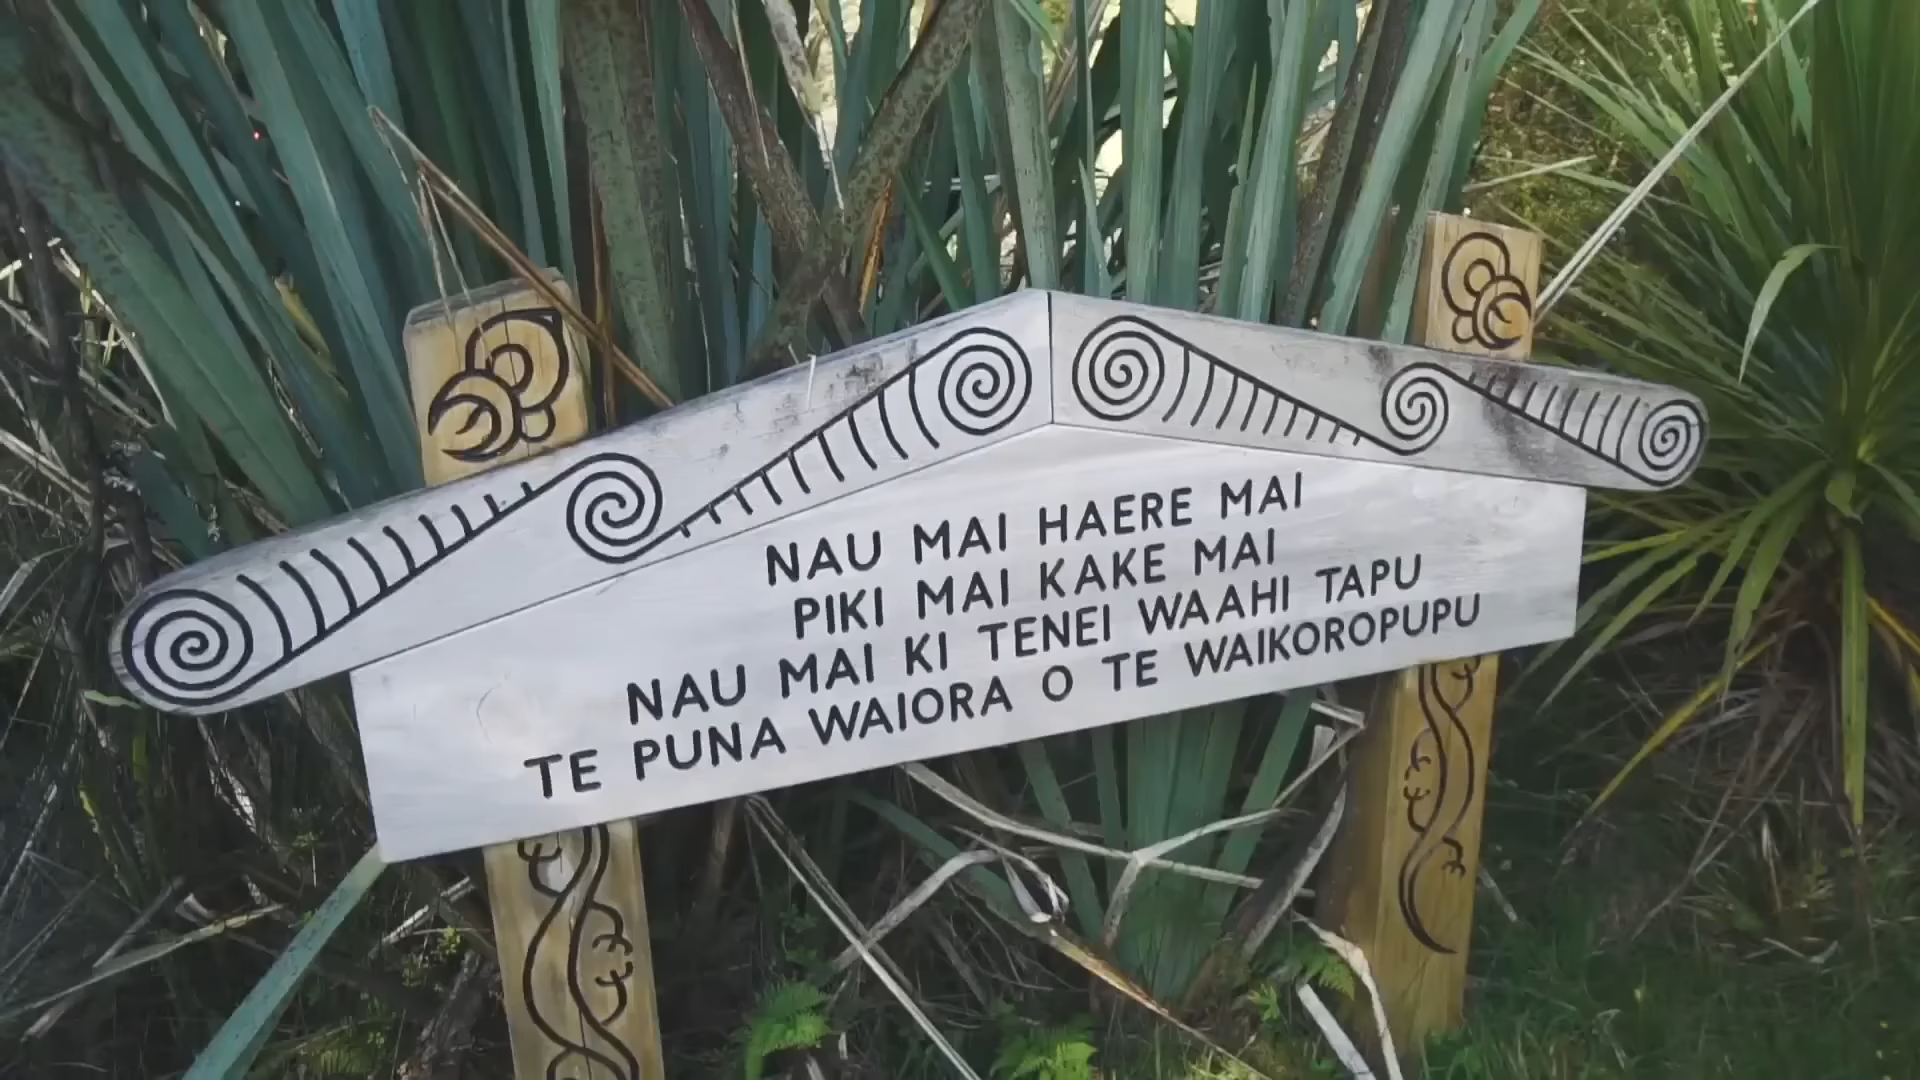 NAU MAI HAERE MAI
PIKI MAI KAKE MAI
NAU MAI KI TENEI WAAHI TAPU
TE PUNA WAIORA O TE WAIKOROPUPU